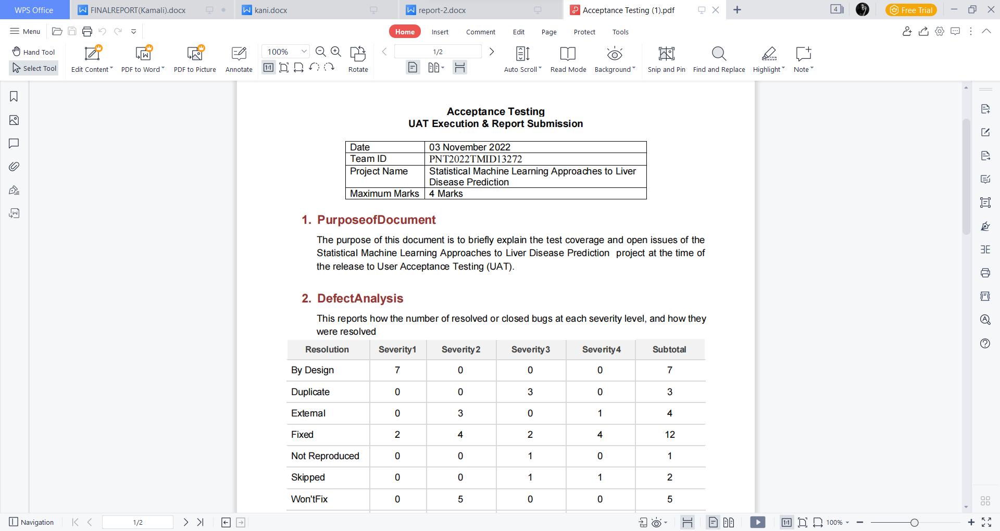 WPS Office FINALREPORT(Kamali).docx kani.docx report-2.docx Acceptance Testing (1).pdf 4 Free Trial
Menu Home Insert Comment Edit Page Protect Tools
Hand Tool
Select Tool
Edit Content PDF to Word PDF to Picture Annotate
100%
1:1
Rotate
1/2
Auto Scroll Read Mode Background Snip and Pin Find and Replace Highlight Note
Acceptance Testing
UAT Execution & Report Submission
Date 03 November 2022
Team ID PNT2022TMID13272
Project Name Statistical Machine Learning Approaches to Liver
Disease Prediction
Maximum Marks 4 Marks
1. PurposeofDocument
The purpose of this document is to briefly explain the test coverage and open issues of the
Statistical Machine Learning Approaches to Liver Disease Prediction project at the time of
the release to User Acceptance Testing (UAT).
2. DefectAnalysis
This reports how the number of resolved or closed bugs at each severity level, and how they
were resolved
Resolution Severity1 Severity2 Severity3 Severity4 Subtotal
By Design 7 0 0 0 7
Duplicate 0 0 3 0 3
External 0 3 0 1 4
Fixed 2 4 2 4 12
Not Reproduced 0 0 1 0 1
Skipped 0 0 1 1 2
Won'tFix 0 5 0 0 5
Navigation 1/2 1:1 100%